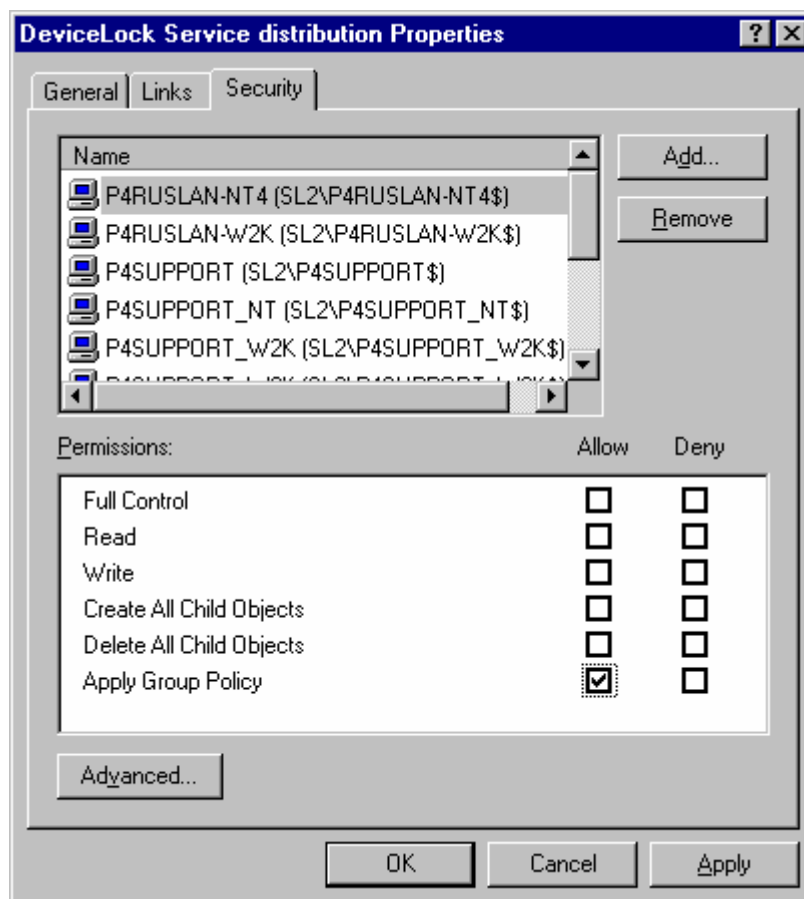 DeviceLock Service distribution Properties
General Links Security
Name
Add...
P4RUSLAN-NT4 (SL2\P4RUSLAN-NT4$)
Remove
P4RUSLAN-W2K (SL2\P4RUSLAN-W2K$)
P4SUPPORT (SL2\P4SUPPORT$)
P4SUPPORT_NT (SL2\P4SUPPORT_NT$)
P4SUPPORT_W2K (SL2\P4SUPPORT_W2K$)
Permissions: Allow Deny
Full Control
Read
Write
Create All Child Objects
Delete All Child Objects
Apply Group Policy
Advanced...
OK Cancel Apply